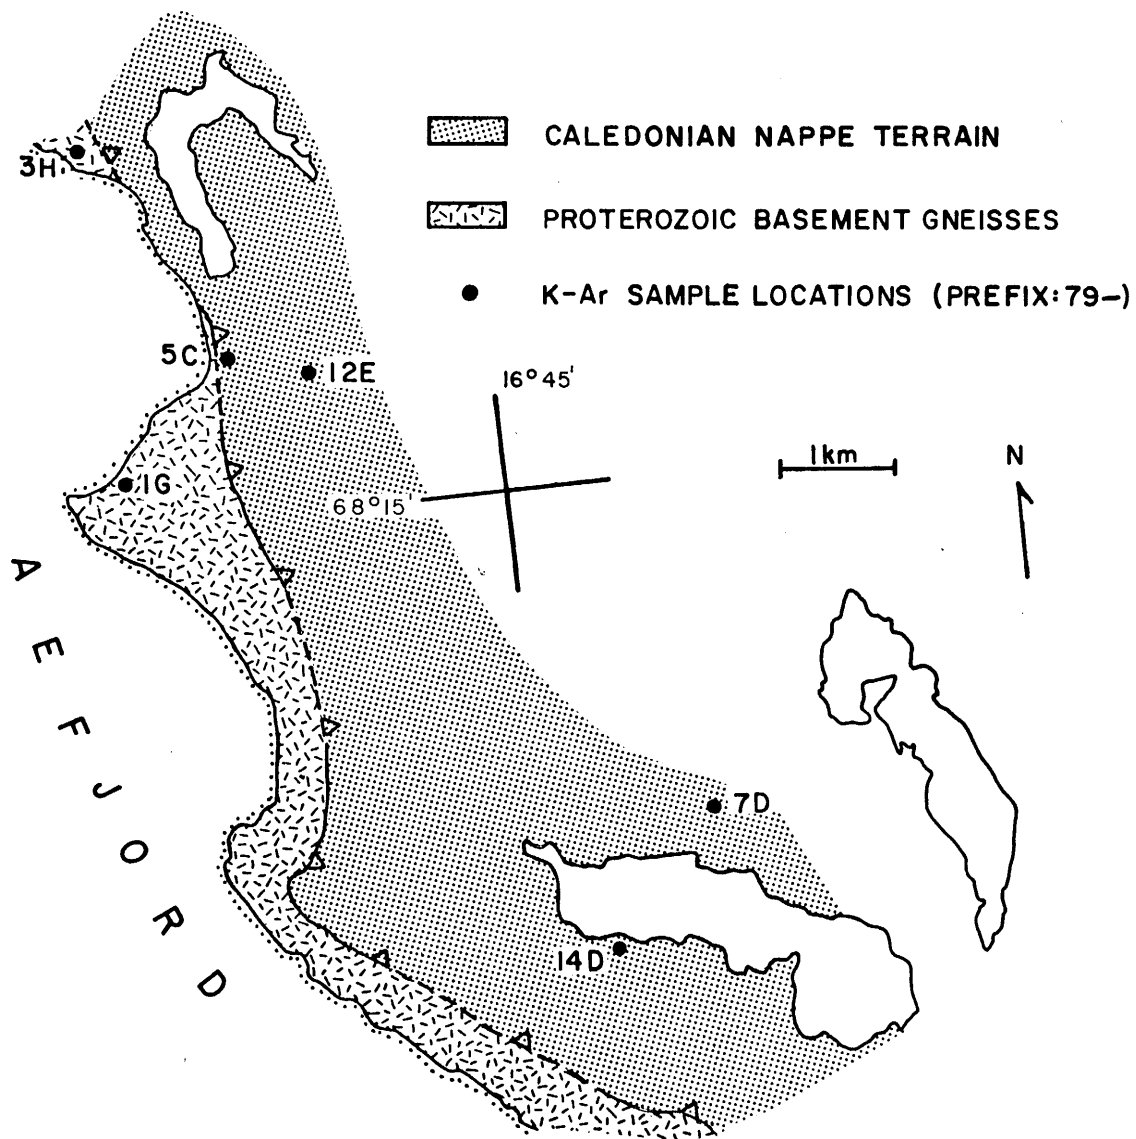 CALEDONIAN NAPPE TERRAIN
3H
PROTEROZOIC BASEMENT GNEISSES
K-Ar SAMPLE LOCATIONS (PREFIX:79-)
5C
12E
16°45'
1km
N
1G
68°15'
AEFJORD
7D
14D